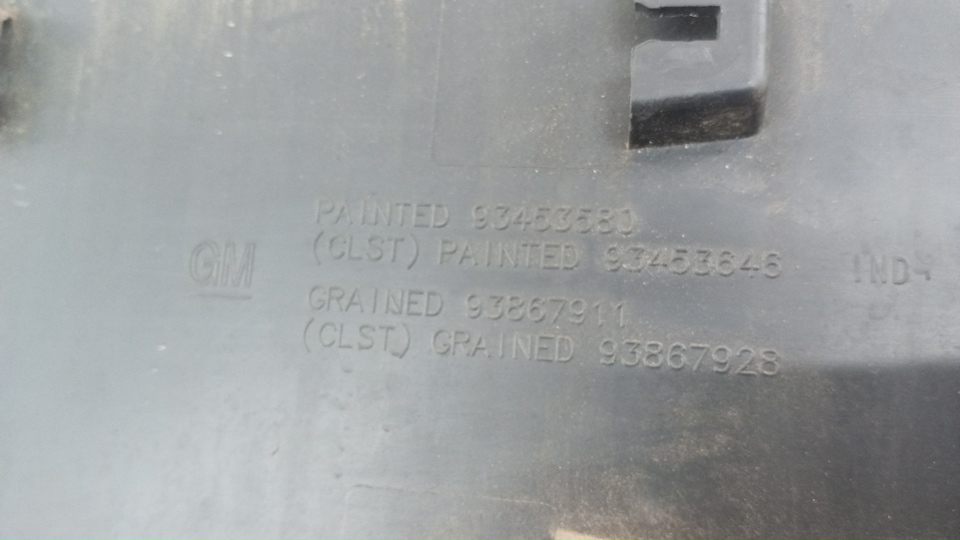 PAINTED 93453580
(CLST) PAINTED 93453646
GM
IND
GRAINED 93867911
(CLST) GRAINED 93867928